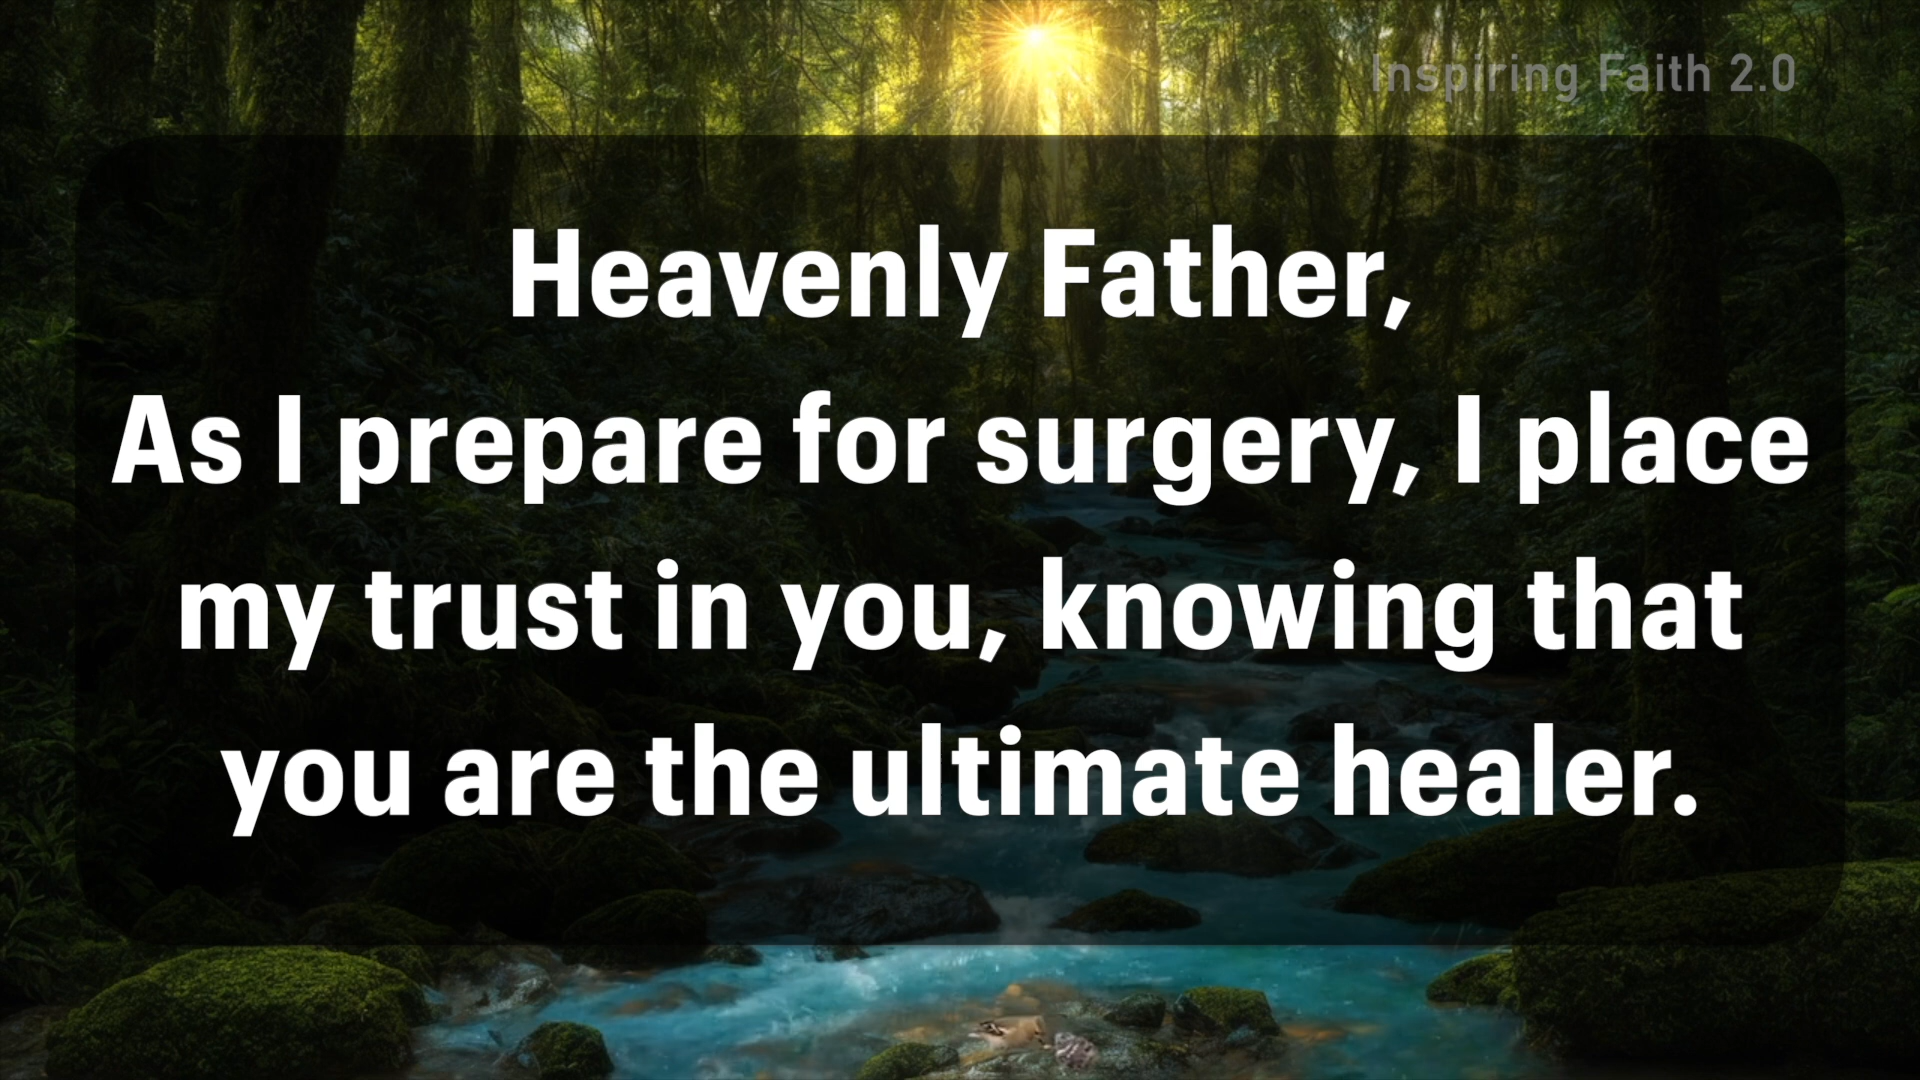 Inspiring Faith 2.0
Heavenly Father,
As I prepare for surgery, I place
my trust in you, knowing that
you are the ultimate healer.